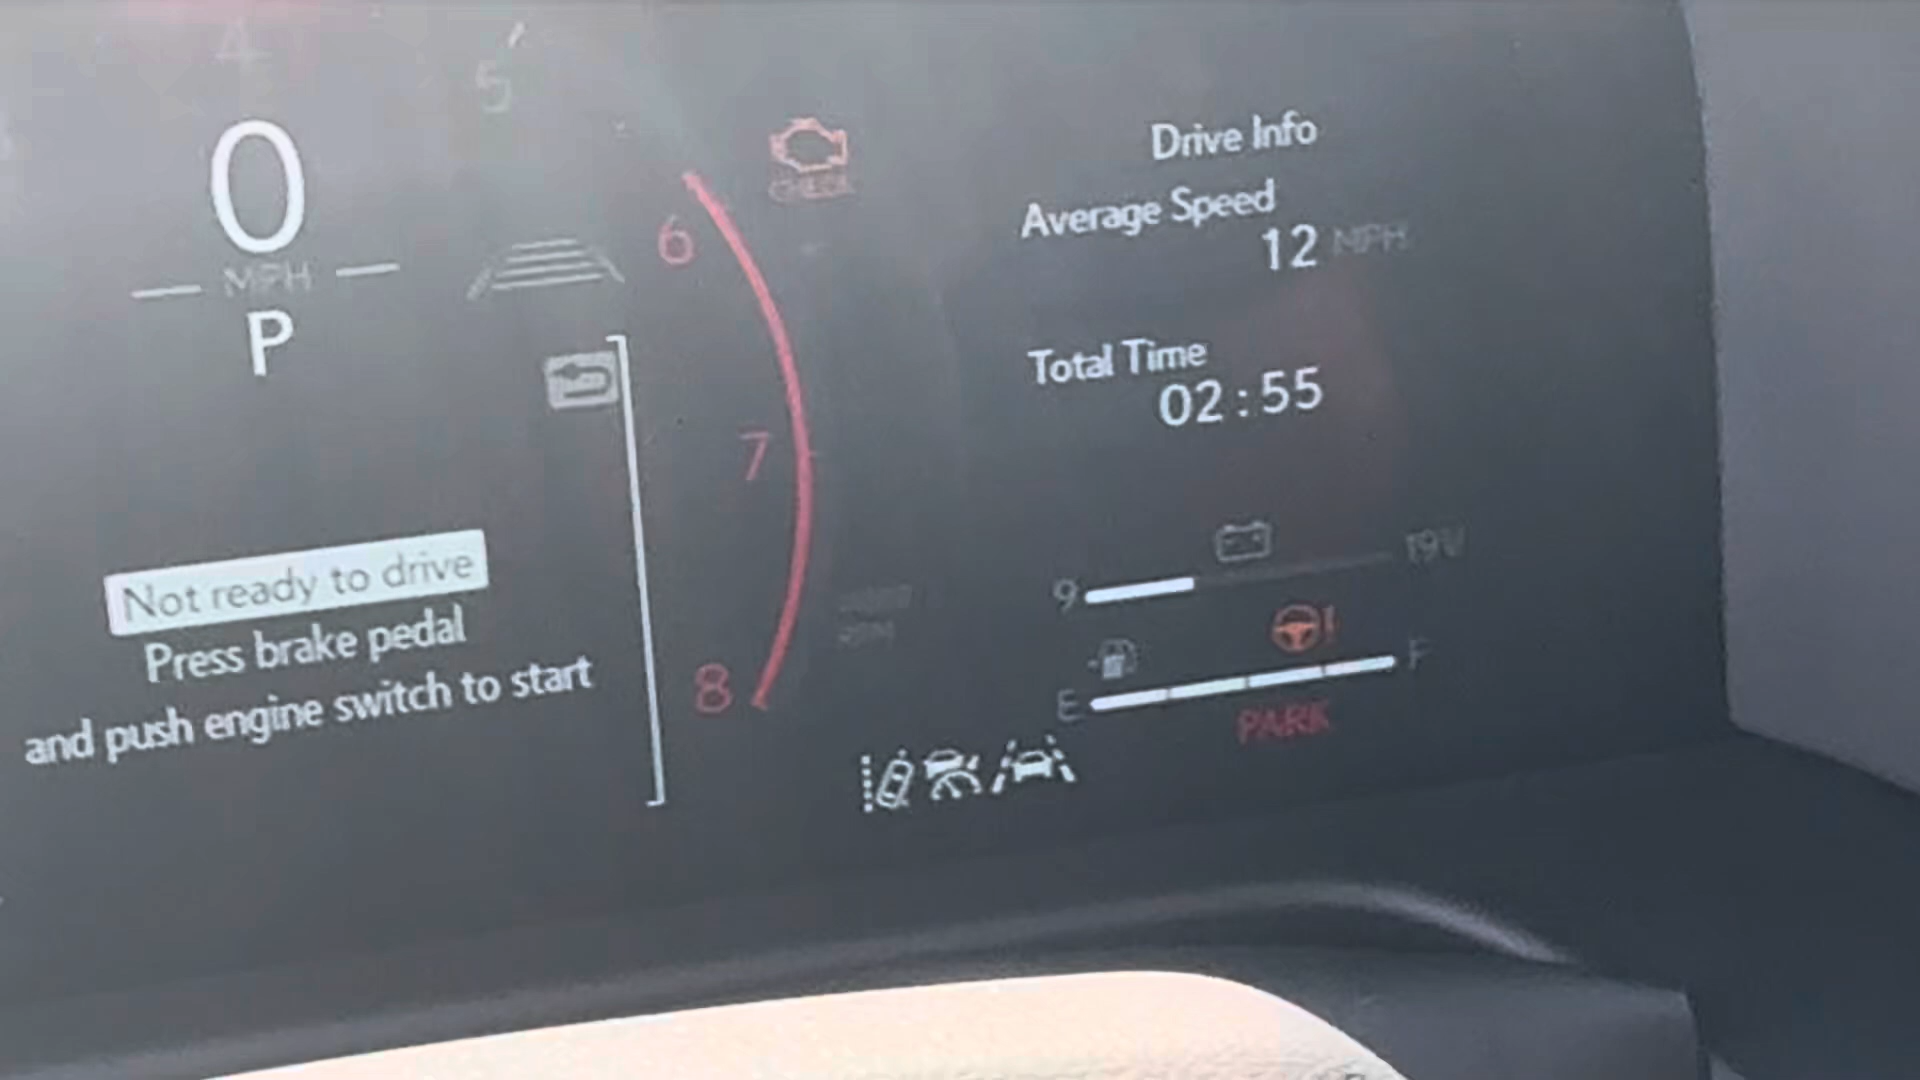 4
5
0
MPH
P
6
7
8
CHECK
Drive Info
Average Speed
12 MPH
Total Time
02:55
Not ready to drive
Press brake pedal
and push engine switch to start
9
19V
E
F
PARK
RPM